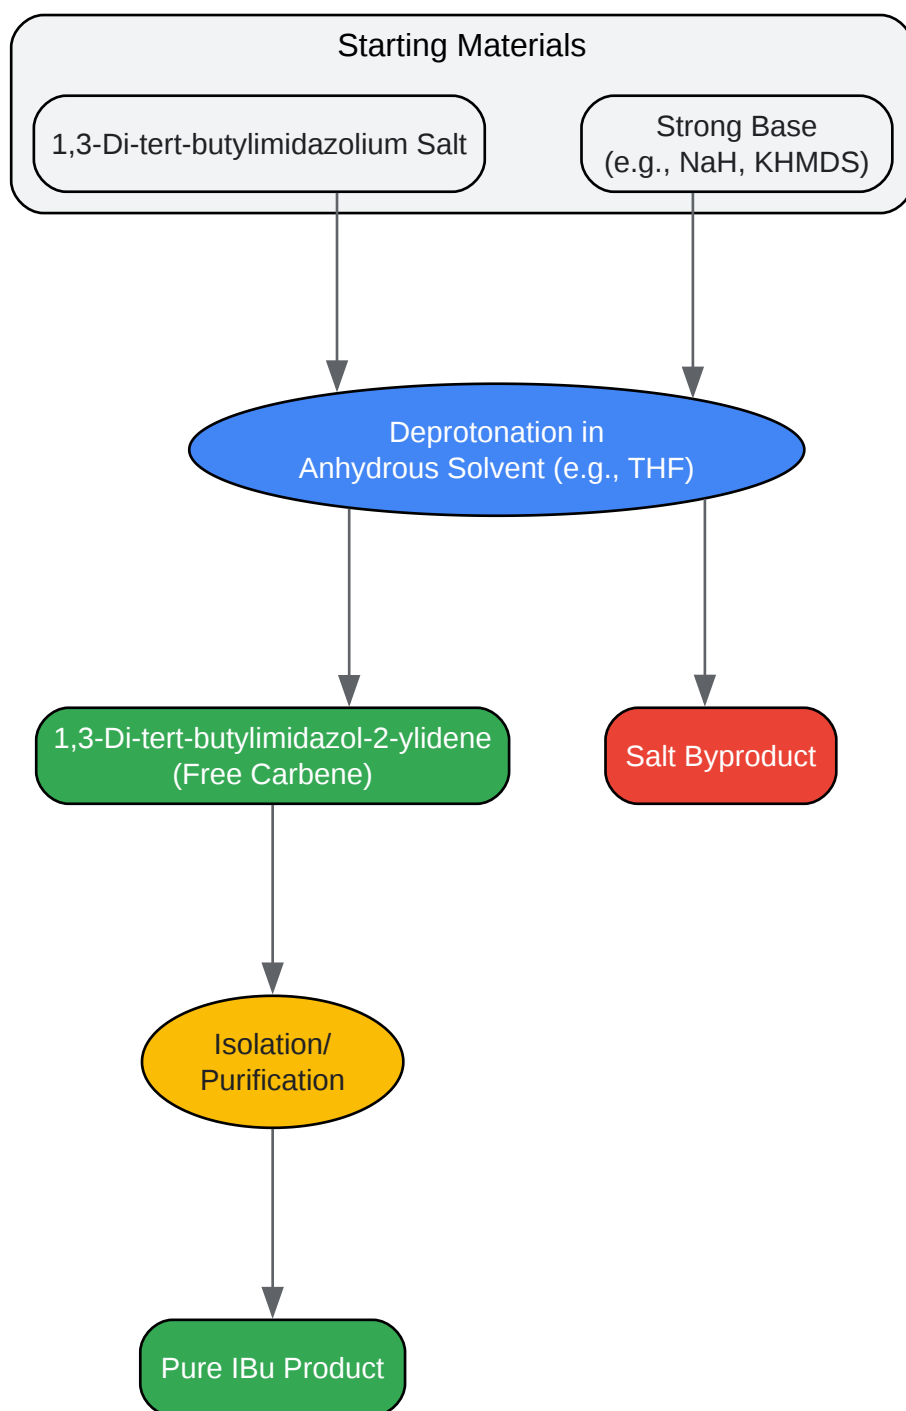 Starting Materials
1,3-Di-tert-butylimidazolium Salt
Strong Base
(e.g., NaH, KHMDS)
Deprotonation in
Anhydrous Solvent (e.g., THF)
1,3-Di-tert-butylimidazol-2-ylidene
(Free Carbene)
Salt Byproduct
Isolation/
Purification
Pure IBu Product